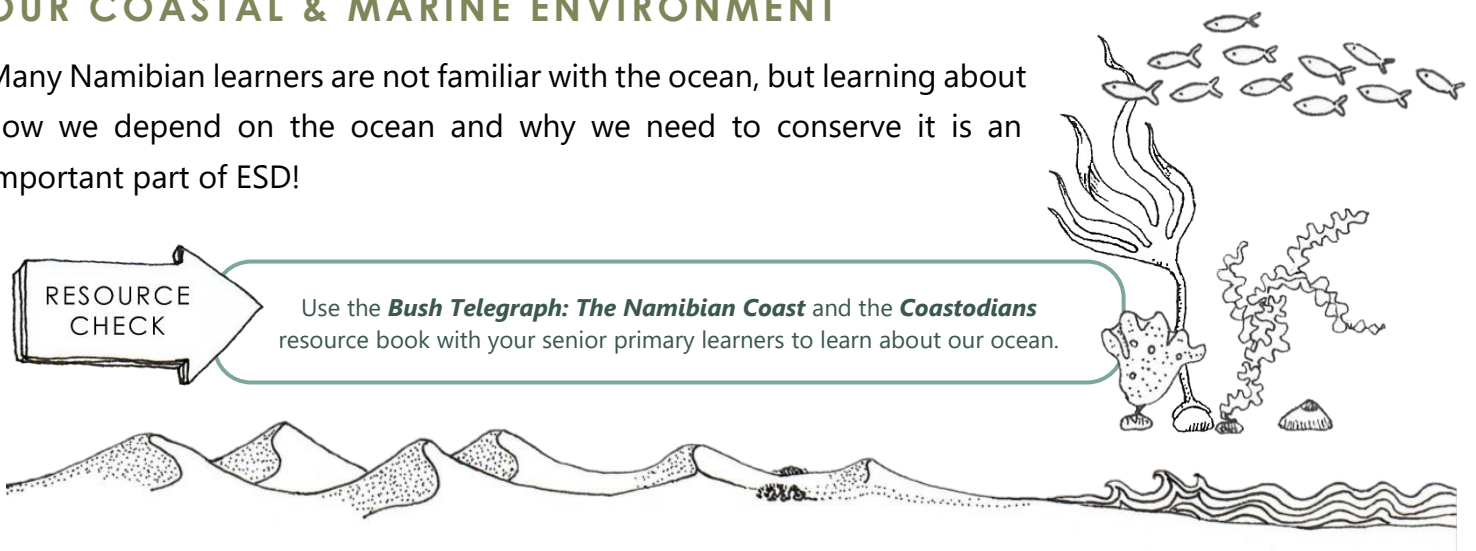 OUR COASTAL & MARINE ENVIRONMENT
Many Namibian learners are not familiar with the ocean, but learning about
how we depend on the ocean and why we need to conserve it is an
important part of ESD!
RESOURCE
CHECK
Use the Bush Telegraph: The Namibian Coast and the Coastodians
resource book with your senior primary learners to learn about our ocean.